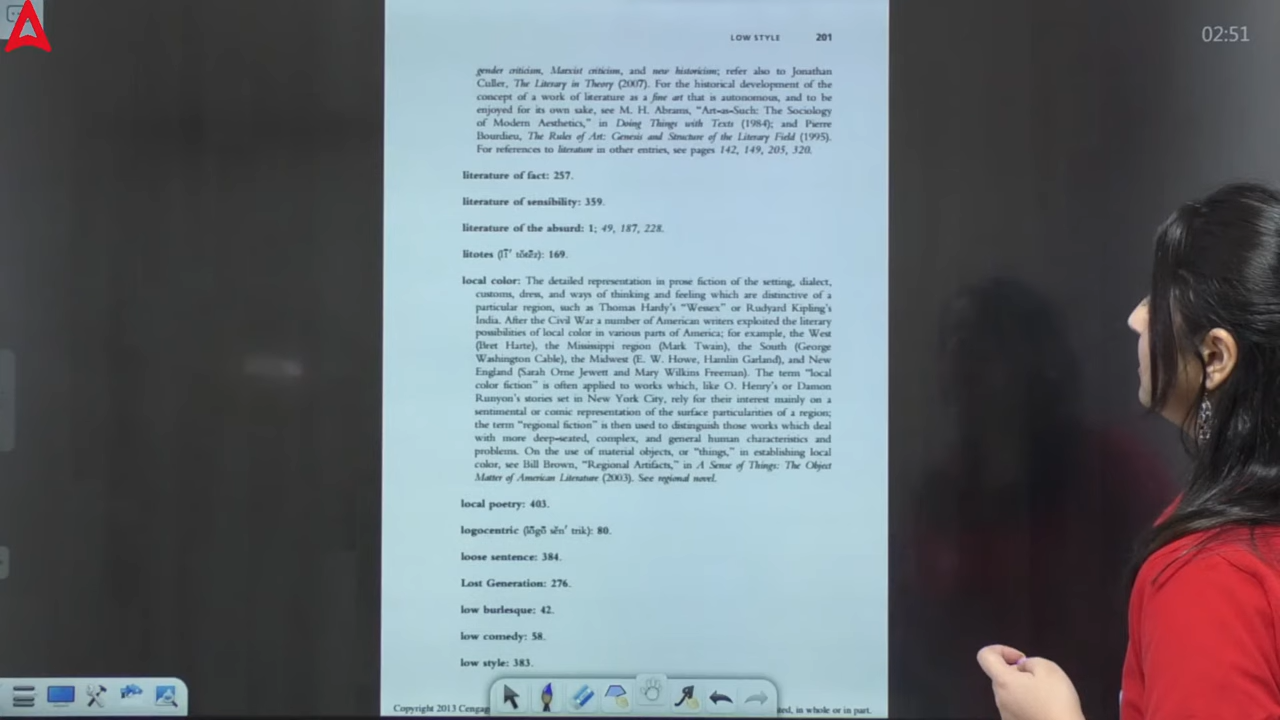 02:51
LOW STYLE 201
gender criticism, Marxist criticism, and new historicism; refer also to Jonathan
Culler, The Literary in Theory (2007). For the historical development of the
concept of a work of literature as a fine art that is autonomous, and to be
enjoyed for its own sake, see M. H. Abrams, “Art-as-Such: The Sociology
of Modern Aesthetics,” in Doing Things with Texts (1984); and Pierre
Bourdieu, The Rules of Art: Genesis and Structure of the Literary Field (1995).
For references to literature in other entries, see pages 142, 149, 205, 320.
literature of fact: 257.
literature of sensibility: 359.
literature of the absurd: 1; 49, 187, 228.
litotes 169.
local color: The detailed representation in prose fiction of the setting, dialect,
customs, dress, and ways of thinking and feeling which are distinctive of a
particular region, such as Thomas Hardy’s “Wessex” or Rudyard Kipling’s
India. After the Civil War a number of American writers exploited the literary
possibilities of local color in various parts of America; for example, the West
(Bret Harte), the Mississippi region (Mark Twain), the South (George
Washington Cable), the Midwest (E. W. Howe, Hamlin Garland), and New
England (Sarah Orne Jewett and Mary Wilkins Freeman). The term “local
color fiction” is often applied to works which, like O. Henry’s or Damon
Runyon’s stories set in New York City, rely for their interest mainly on a
sentimental or comic representation of the surface particularities of a region;
the term “regional fiction” is then used to distinguish those works which deal
with more deep-seated, complex, and general human characteristics and
problems. On the use of material objects, or “things,” in establishing local
color, see Bill Brown, “Regional Artifacts,” in A Sense of Things: The Object
Matter of American Literature (2003). See regional novel.
local poetry: 403.
logocentric 80.
loose sentence: 384.
Lost Generation: 276.
low burlesque: 42.
low comedy: 58.
low style: 383.
Copyright 2013 Cengag
in whole or in part.